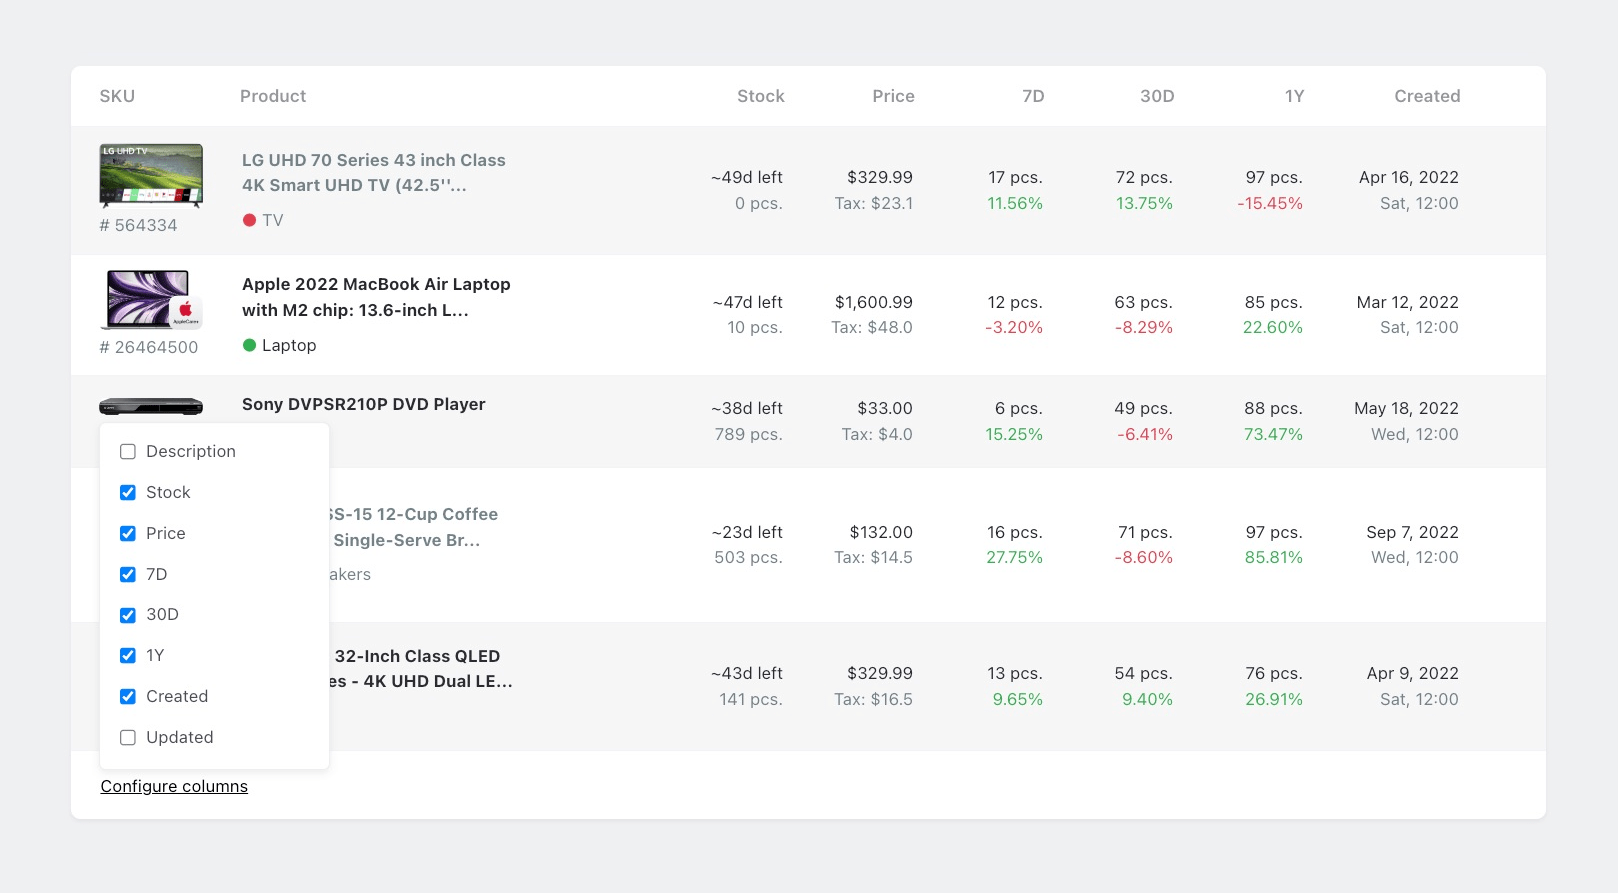 SKU Product Stock Price 7D 30D 1Y Created
LG UHD TV
LG UHD 70 Series 43 inch Class
4K Smart UHD TV (42.5''...
~49d left $329.99 17 pcs. 72 pcs. 97 pcs. Apr 16, 2022
0 pcs. Tax: $23.1 11.56% 13.75% -15.45% Sat, 12:00
# 564334
TV
Apple 2022 MacBook Air Laptop
with M2 chip: 13.6-inch L...
~47d left $1,600.99 12 pcs. 63 pcs. 85 pcs. Mar 12, 2022
10 pcs. Tax: $48.0 -3.20% -8.29% 22.60% Sat, 12:00
AppleCare+
# 26464500
Laptop
Sony DVPSR210P DVD Player
~38d left $33.00 6 pcs. 49 pcs. 88 pcs. May 18, 2022
789 pcs. Tax: $4.0 15.25% -6.41% 73.47% Wed, 12:00
SS-15 12-Cup Coffee
Single-Serve Br...
akers
~23d left $132.00 16 pcs. 71 pcs. 97 pcs. Sep 7, 2022
503 pcs. Tax: $14.5 27.75% -8.60% 85.81% Wed, 12:00
32-Inch Class QLED
es - 4K UHD Dual LE...
~43d left $329.99 13 pcs. 54 pcs. 76 pcs. Apr 9, 2022
141 pcs. Tax: $16.5 9.65% 9.40% 26.91% Sat, 12:00
Description
Stock
Price
7D
30D
1Y
Created
Updated
Configure columns